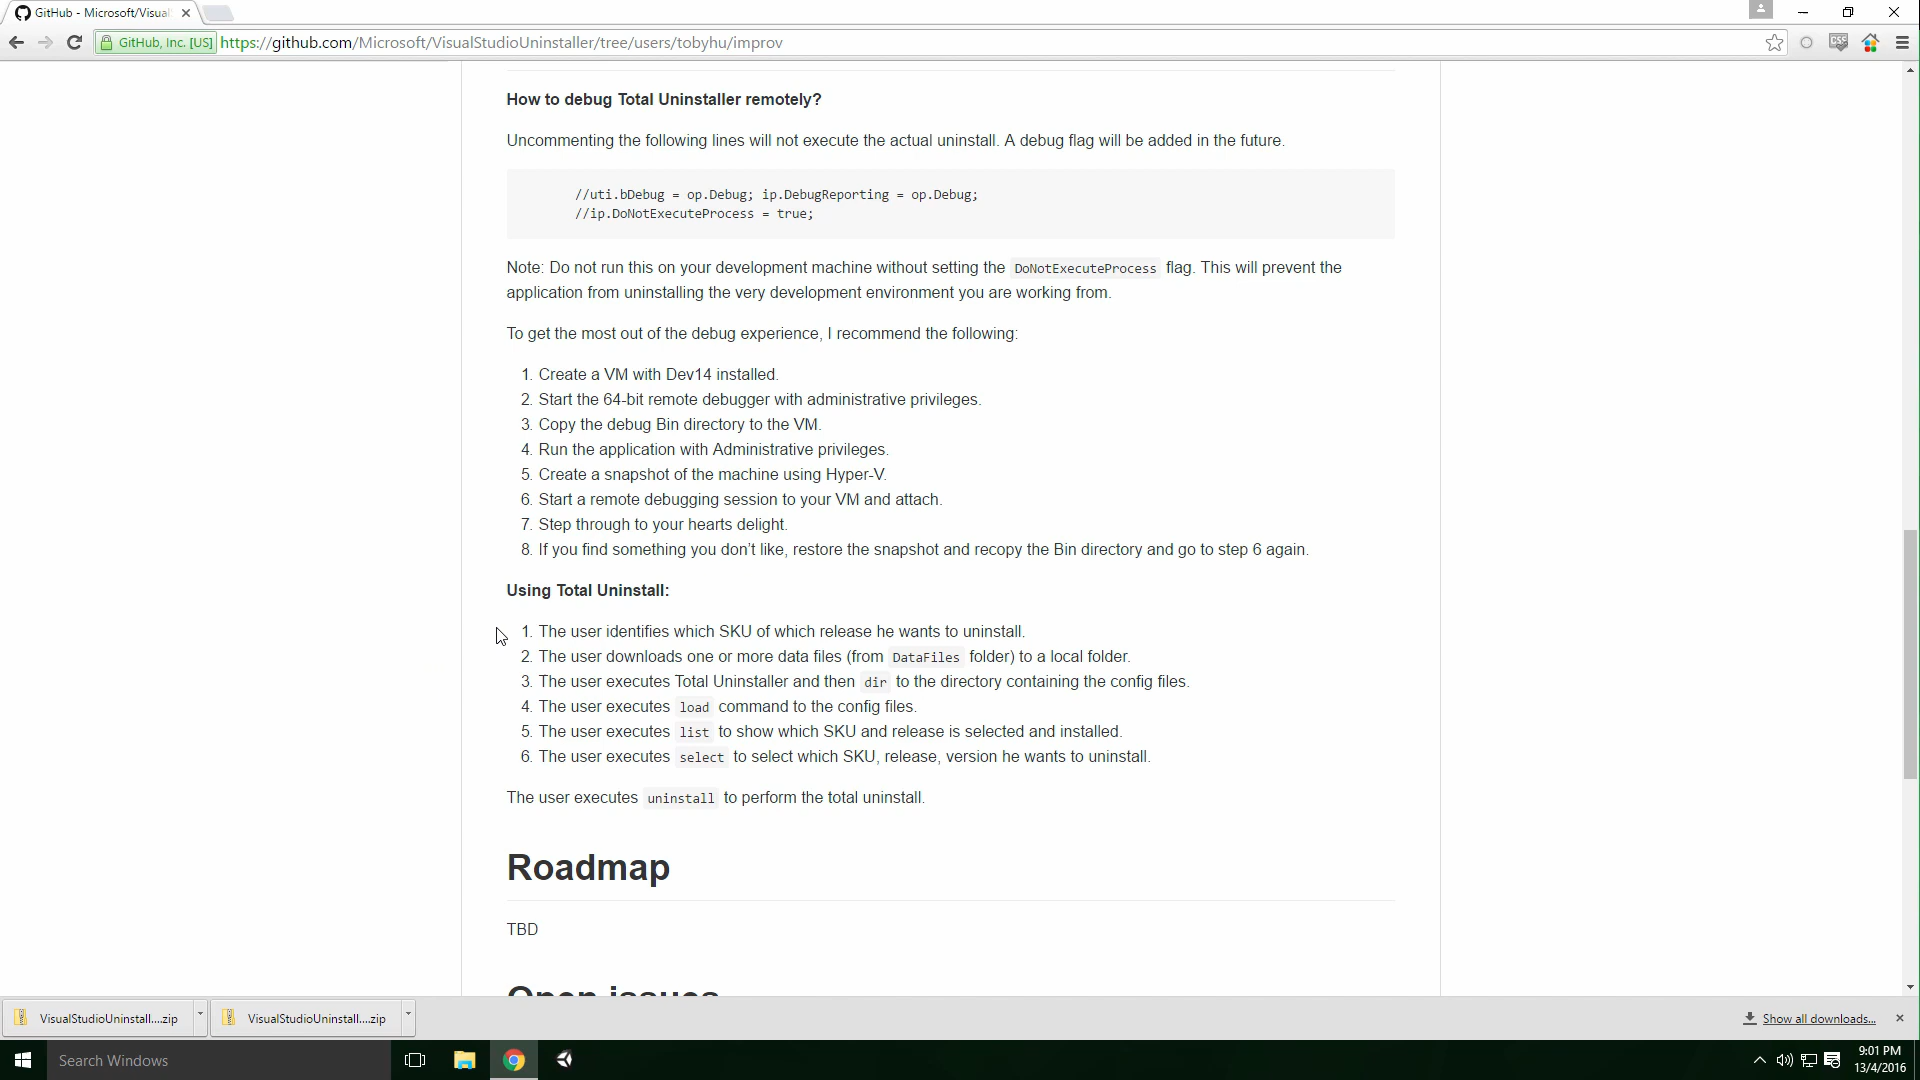 GitHub - Microsoft/Visual
GitHub, Inc. [US] https://github.com/Microsoft/VisualStudioUninstaller/tree/users/tobyhu/improv
How to debug Total Uninstaller remotely?
Uncommenting the following lines will not execute the actual uninstall. A debug flag will be added in the future.
//uti.bDebug = op.Debug; ip.DebugReporting = op.Debug;
//ip.DoNotExecuteProcess = true;
Note: Do not run this on your development machine without setting the DoNotExecuteProcess flag. This will prevent the
application from uninstalling the very development environment you are working from.
To get the most out of the debug experience, I recommend the following:
1. Create a VM with Dev14 installed.
2. Start the 64-bit remote debugger with administrative privileges.
3. Copy the debug Bin directory to the VM.
4. Run the application with Administrative privileges.
5. Create a snapshot of the machine using Hyper-V.
6. Start a remote debugging session to your VM and attach.
7. Step through to your hearts delight.
8. If you find something you don't like, restore the snapshot and recopy the Bin directory and go to step 6 again.
Using Total Uninstall:
1. The user identifies which SKU of which release he wants to uninstall.
2. The user downloads one or more data files (from DataFiles folder) to a local folder.
3. The user executes Total Uninstaller and then dir to the directory containing the config files.
4. The user executes load command to the config files.
5. The user executes list to show which SKU and release is selected and installed.
6. The user executes select to select which SKU, release, version he wants to uninstall.
The user executes uninstall to perform the total uninstall.
Roadmap
TBD
Open issues
VisualStudioUninstall....zip VisualStudioUninstall....zip Show all downloads...
Search Windows
9:01 PM
13/4/2016